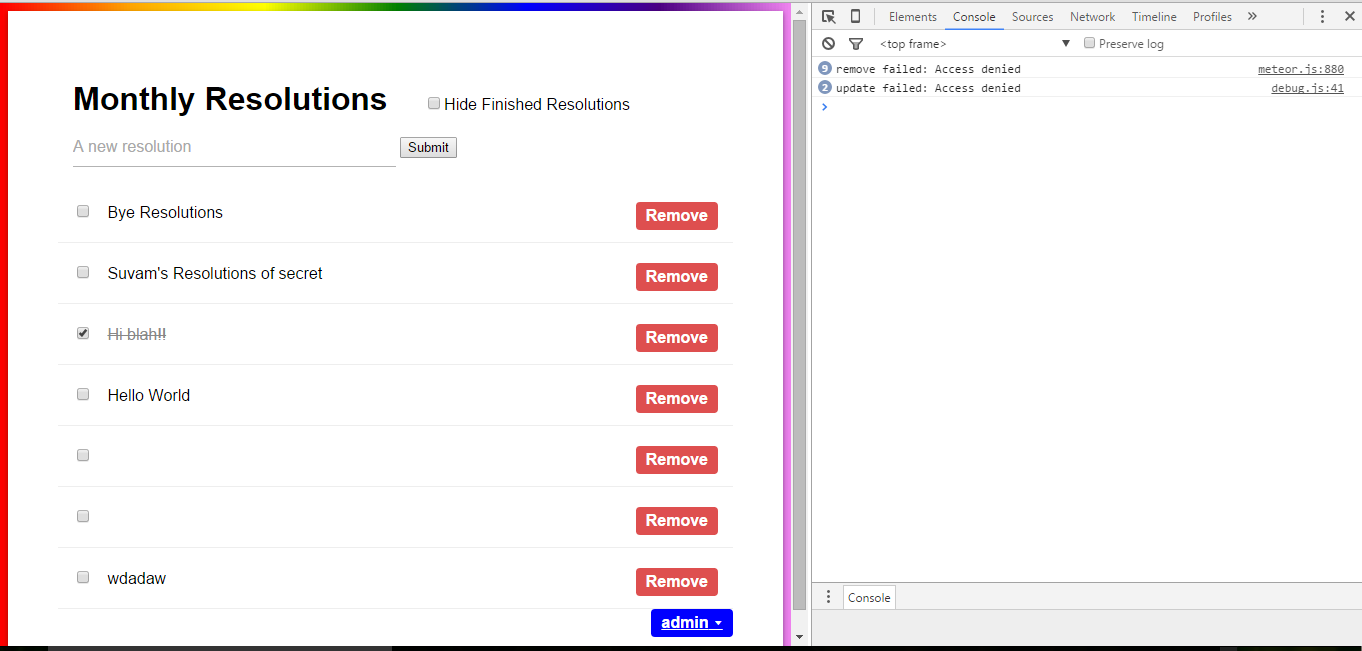 Monthly Resolutions
Hide Finished Resolutions
A new resolution
Submit
Bye Resolutions
Remove
Suvam's Resolutions of secret
Remove
Hi blah!!
Remove
Hello World
Remove
Remove
Remove
wdadaw
Remove
admin
Elements Console Sources Network Timeline Profiles »
<top frame> ▼ Preserve log
9 remove failed: Access denied meteor.js:880
2 update failed: Access denied debug.js:41
>
Console